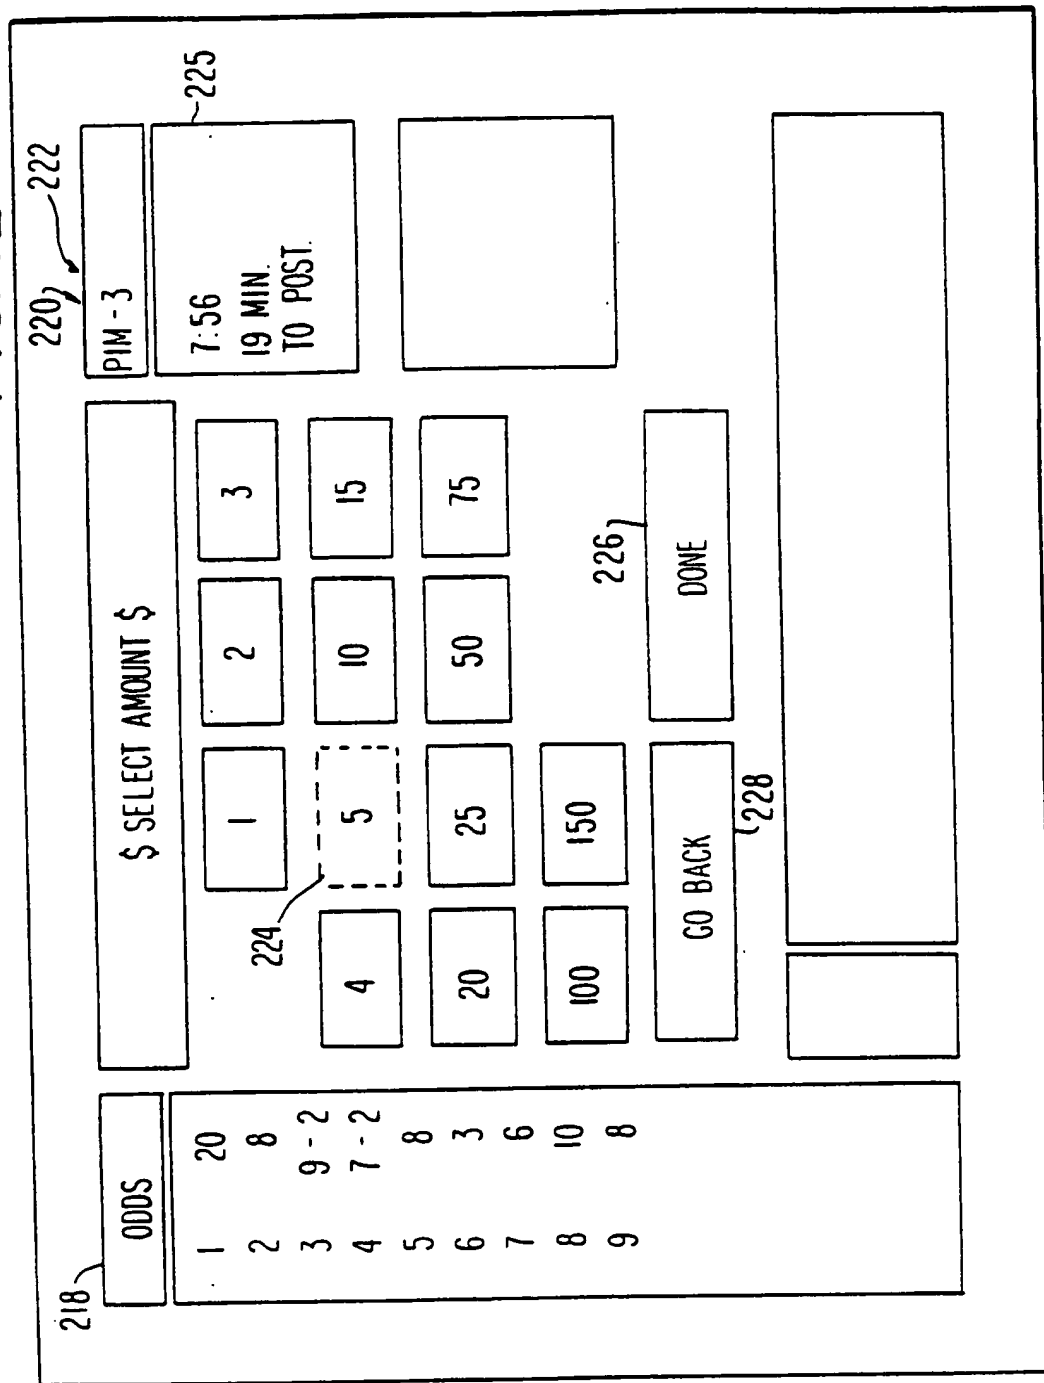 220 222
218 ODDS
$ SELECT AMOUNT $
PIM - 3
225
1 20
2 8
3 9 - 2
4 7 - 2
5 8
6 3
7 6
8 10
9 8
224
1 2 3
4 5 10 15
20 25 50 75
100 150
7:56
19 MIN.
TO POST.
226
GO BACK DONE
228